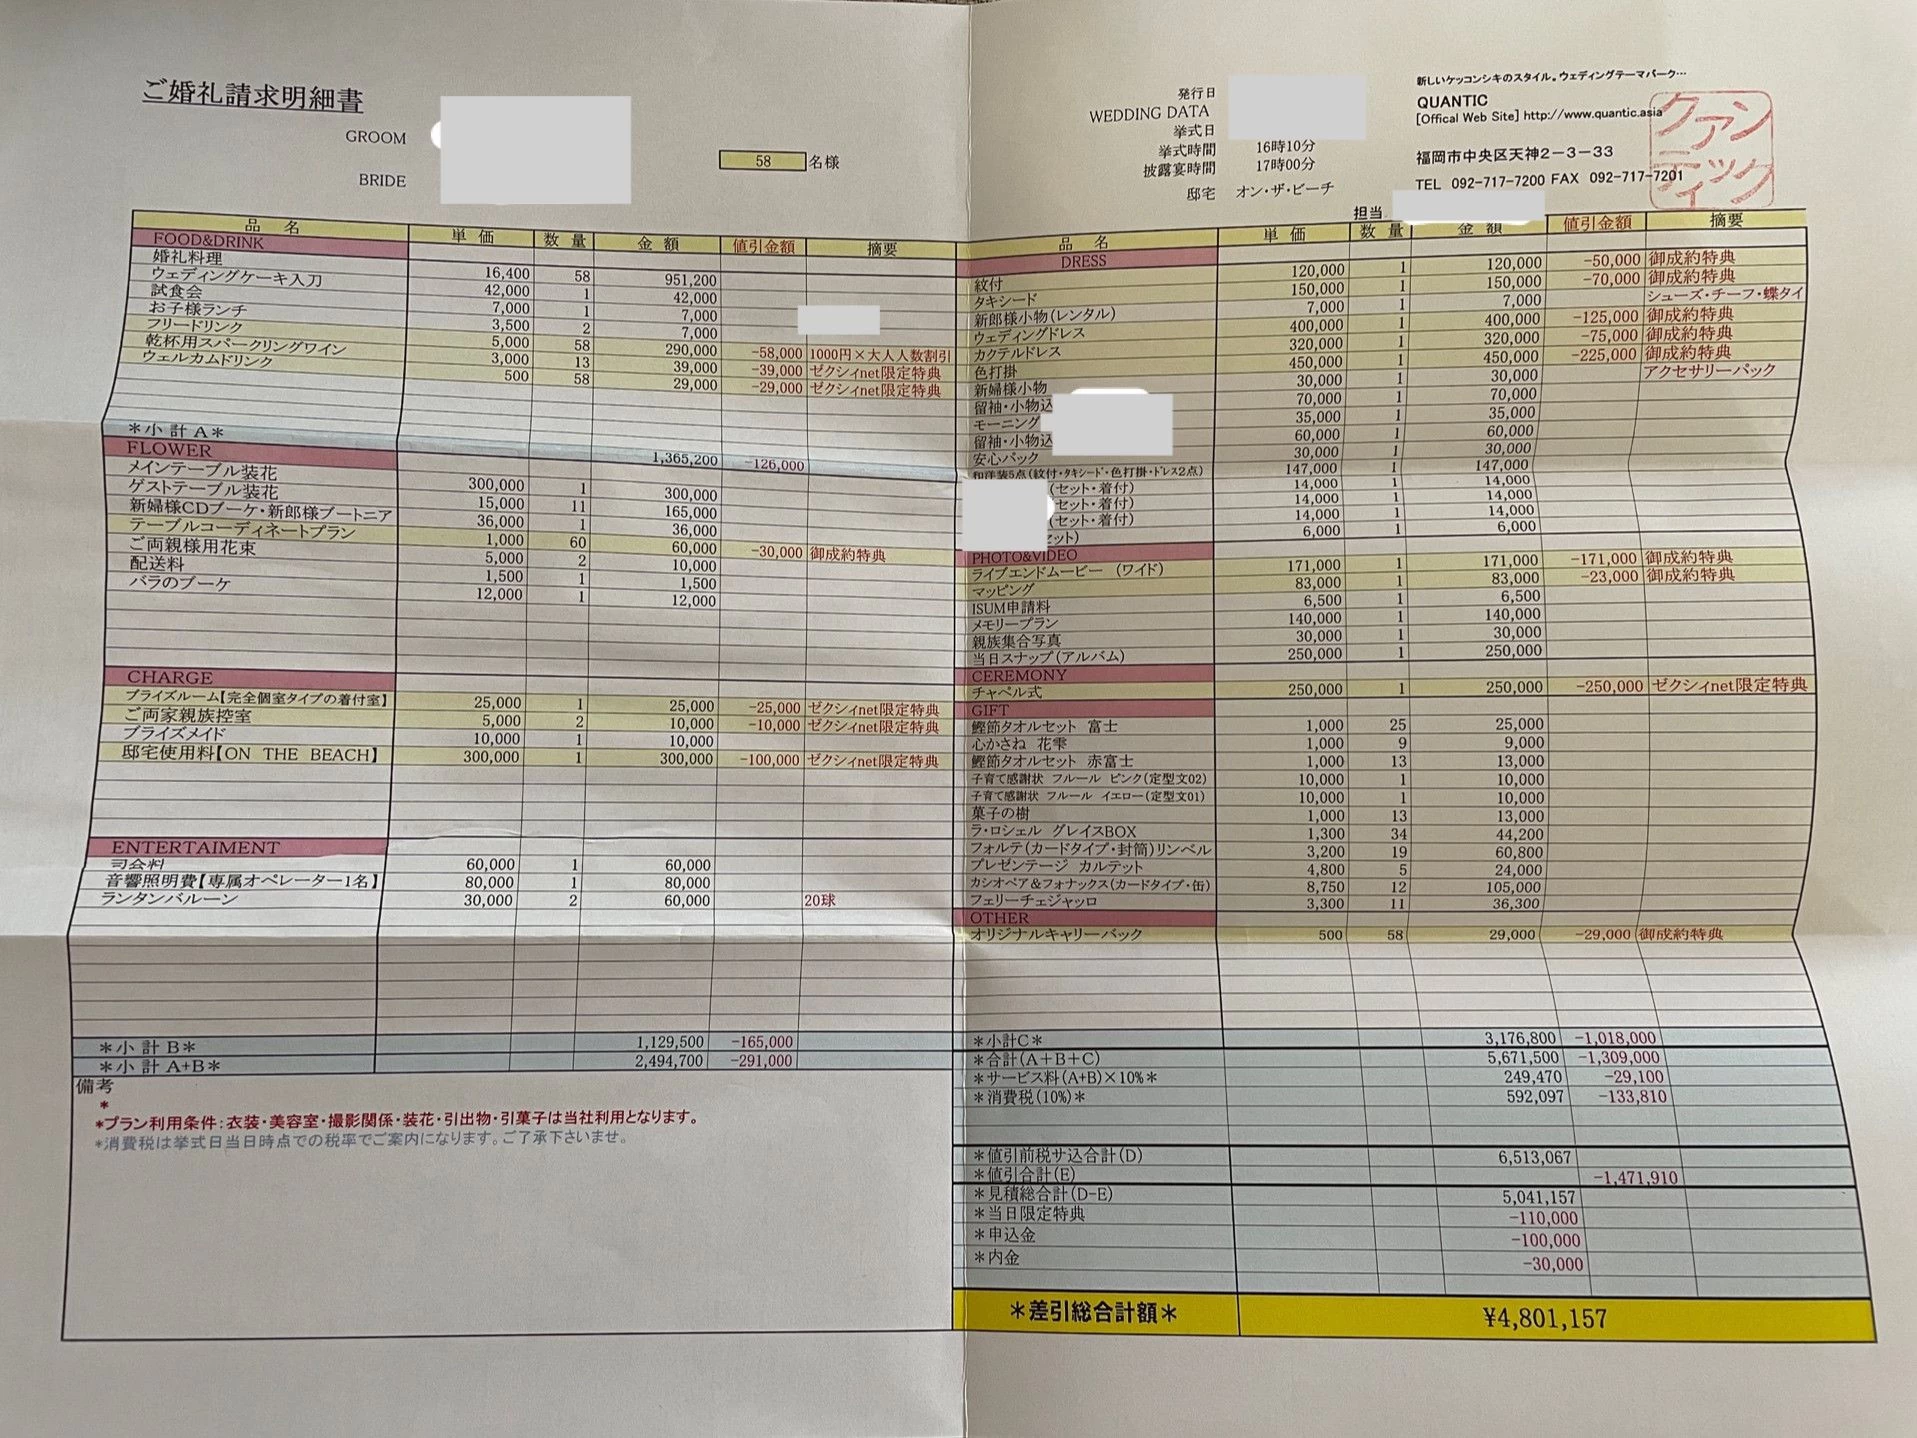 ご婚礼請求明細書
GROOM
BRIDE
58 名様
発行日
WEDDING DATA
挙式日
挙式時間 16時10分
披露宴時間 17時00分
邸宅 オン・ザ・ビーチ
新しいケッコンシキのスタイル。ウェディングテーマパーク…
QUANTIC
[Offical Web Site] http://www.quantic.asia
福岡市中央区天神2-3-33
TEL 092-717-7200 FAX 092-717-7201
クアンティック
担当
品名 単価 数量 金額 値引金額 摘要
FOOD&DRINK
婚礼料理 16,400 58 951,200
ウェディングケーキ入刀 42,000 1 42,000
試食会 7,000 1 7,000
お子様ランチ 3,500 2 7,000
フリードリンク 5,000 58 290,000 -58,000 1000円×大人人数割引
乾杯用スパークリングワイン 3,000 13 39,000 -39,000 ゼクシィnet限定特典
ウェルカムドリンク 500 58 29,000 -29,000 ゼクシィnet限定特典
*小計A* 1,365,200 -126,000
FLOWER
メインテーブル装花 300,000 1 300,000
ゲストテーブル装花 15,000 11 165,000
新婦様CDブーケ・新郎様ブートニア 36,000 1 36,000
テーブルコーディネートプラン 1,000 60 60,000 -30,000 御成約特典
ご両親様用花束 5,000 2 10,000
配送料 1,500 1 1,500
バラのブーケ 12,000 1 12,000
CHARGE
ブライズルーム【完全個室タイプの着付室】 25,000 1 25,000 -25,000 ゼクシィnet限定特典
ご両家親族控室 5,000 2 10,000 -10,000 ゼクシィnet限定特典
ブライズメイド 10,000 1 10,000
邸宅使用料【ON THE BEACH】 300,000 1 300,000 -100,000 ゼクシィnet限定特典
ENTERTAIMENT
司会料 60,000 1 60,000
音響照明費【専属オペレーター1名】 80,000 1 80,000
ランタンバルーン 30,000 2 60,000 20球
*小計B* 1,129,500 -165,000
*小計A+B* 2,494,700 -291,000
備考
*
*プラン利用条件:衣装・美容室・撮影関係・装花・引出物・引菓子は当社利用となります。
*消費税は挙式日当日時点での税率でご案内になります。ご了承下さいませ。
品名 単価 数量 金額 値引金額 摘要
DRESS
紋付 120,000 1 120,000 -50,000 御成約特典
タキシード 150,000 1 150,000 -70,000 御成約特典
新郎様小物(レンタル) 7,000 1 7,000 シューズ・チーフ・蝶タイ
ウェディングドレス 400,000 1 400,000 -125,000 御成約特典
カクテルドレス 320,000 1 320,000 -75,000 御成約特典
色打掛 450,000 1 450,000 -225,000 御成約特典
新婦様小物 30,000 1 30,000 アクセサリーパック
留袖・小物込 70,000 1 70,000
モーニング 35,000 1 35,000
留袖・小物込 60,000 1 60,000
安心パック 30,000 1 30,000
和洋装5点(紋付・タキシード・色打掛・ドレス2点) 147,000 1 147,000
(セット・着付) 14,000 1 14,000
(セット・着付) 14,000 1 14,000
(セット・着付) 14,000 1 14,000
セット) 6,000 1 6,000
PHOTO&VIDEO
ライブエンドムービー (ワイド) 171,000 1 171,000 -171,000 御成約特典
マッピング 83,000 1 83,000 -23,000 御成約特典
ISUM申請料 6,500 1 6,500
メモリープラン 140,000 1 140,000
親族集合写真 30,000 1 30,000
当日スナップ(アルバム) 250,000 1 250,000
CEREMONY
チャペル式 250,000 1 250,000 -250,000 ゼクシィnet限定特典
GIFT
鰹節タオルセット 富士 1,000 25 25,000
心かさね 花雫 1,000 9 9,000
鰹節タオルセット 赤富士 1,000 13 13,000
子育て感謝状 フルール ピンク(定型文02) 10,000 1 10,000
子育て感謝状 フルール イエロー(定型文01) 10,000 1 10,000
菓子の樹 1,000 13 13,000
ラ・ロシェル グレイスBOX 1,300 34 44,200
フォルテ(カードタイプ・封筒)リンベル 3,200 19 60,800
プレゼンテージ カルテット 4,800 5 24,000
カシオペア&フォナックス(カードタイプ・缶) 8,750 12 105,000
フェリーチェジャッロ 3,300 11 36,300
OTHER
オリジナルキャリーバック 500 58 29,000 -29,000 御成約特典
*小計C* 3,176,800 -1,018,000
*合計(A+B+C) 5,671,500 -1,309,000
*サービス料(A+B)×10%* 249,470 -29,100
*消費税(10%)* 592,097 -133,810
*値引前税サ込合計(D) 6,513,067
*値引合計(E) -1,471,910
*見積総合計(D-E) 5,041,157
*当日限定特典 -110,000
*申込金 -100,000
*内金 -30,000
*差引総合計額* ¥4,801,157